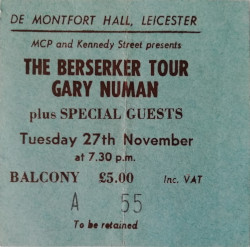 DE MONTFORT HALL, LEICESTER
MCP and Kennedy Street presents
THE BERSERKER TOUR
GARY NUMAN
plus SPECIAL GUESTS
Tuesday 27th November
at 7.30 p.m.
BALCONY £5.00 Inc. VAT
A 55
To be retained